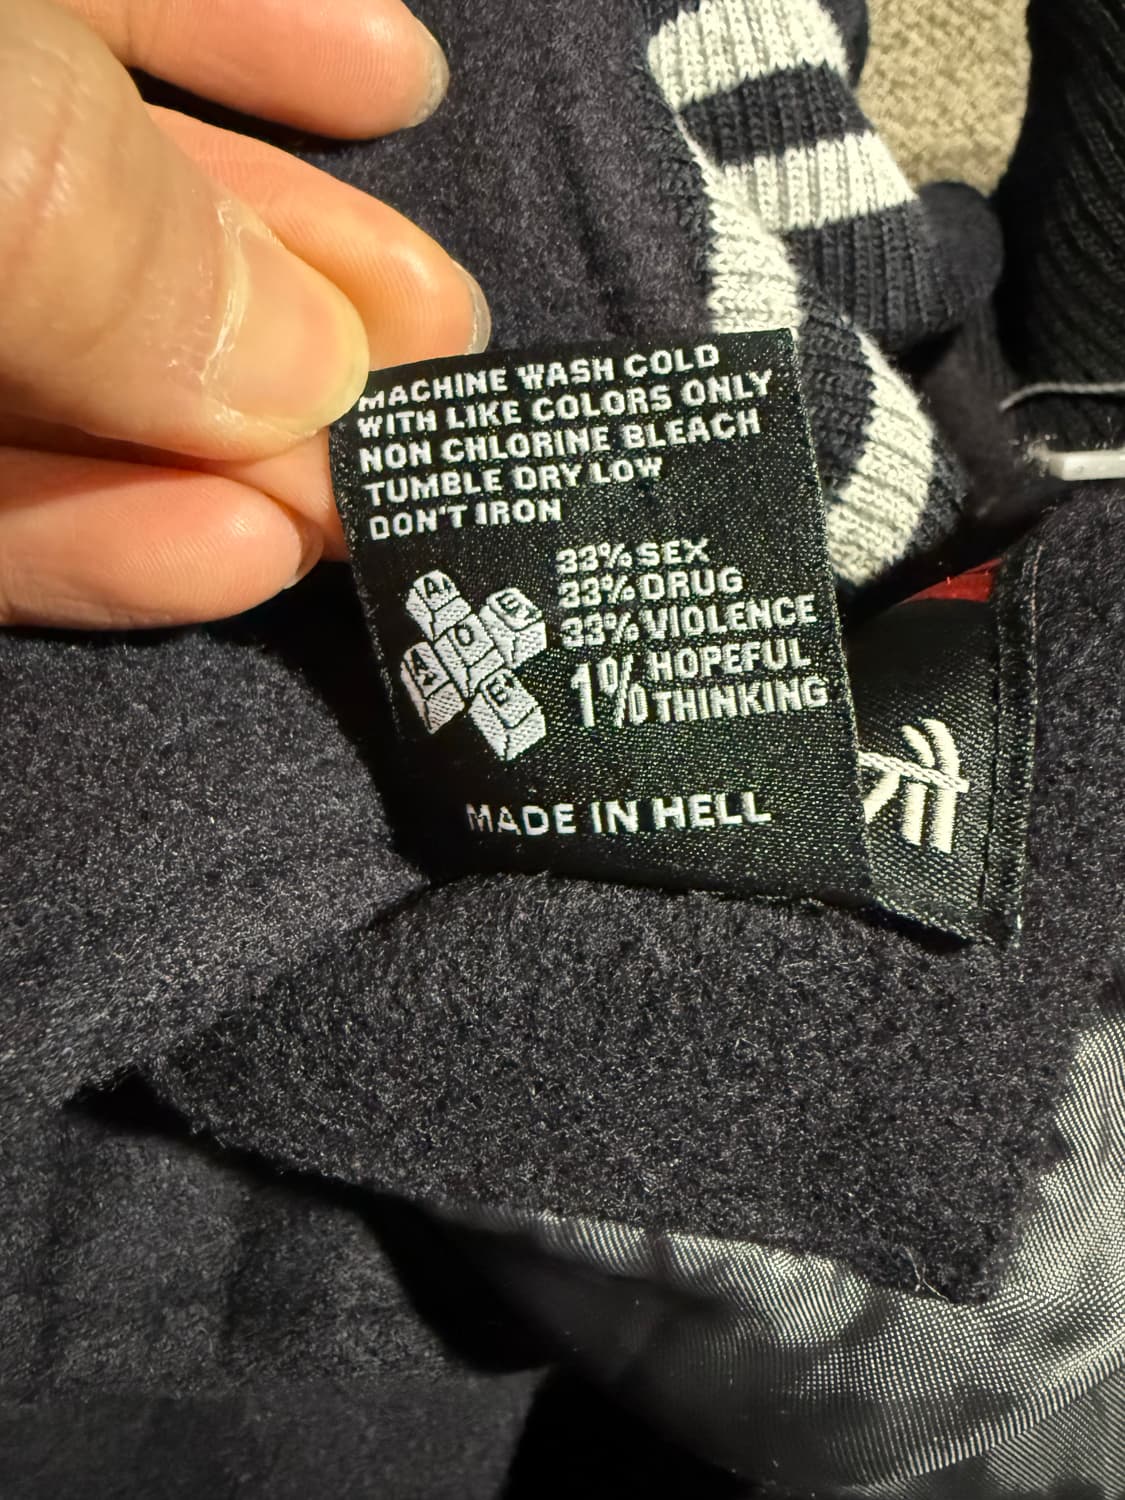 MACHINE WASH COLD
WITH LIKE COLORS ONLY
NON CHLORINE BLEACH
TUMBLE DRY LOW
DON'T IRON
33% SEX
33% DRUG
33% VIOLENCE
1% HOPEFUL
THINKING
MADE IN HELL